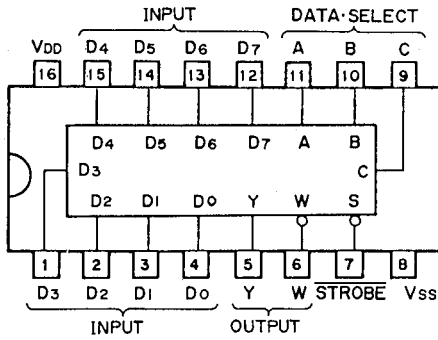 INPUT DATA·SELECT
VDD D4 D5 D6 D7 A B C
16 15 14 13 12 11 10 9
D4 D5 D6 D7 A B
D3 C
D2 D1 D0 Y W S
1 2 3 4 5 6 7 8
D3 D2 D1 D0 Y W STROBE VSS
INPUT OUTPUT